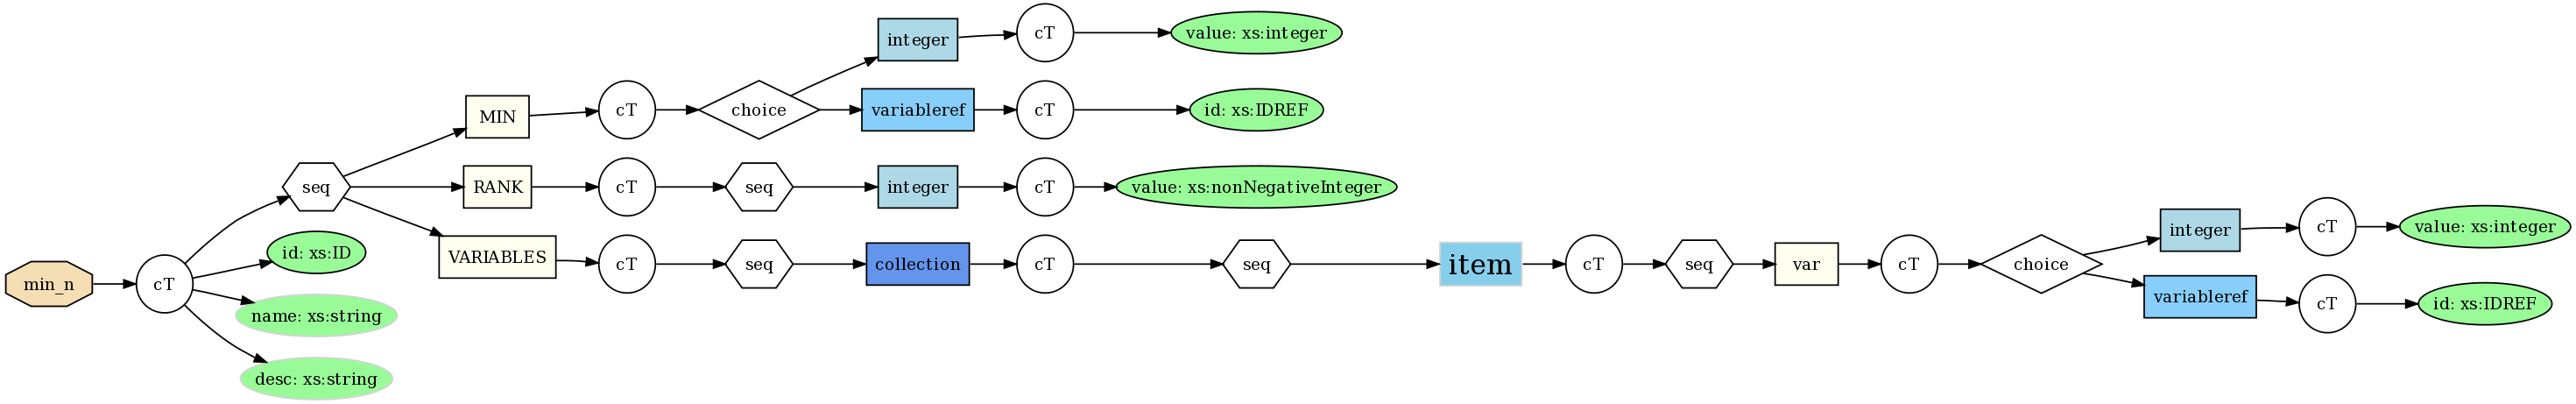 min_n
cT
seq
id: xs:ID
name: xs:string
desc: xs:string
MIN
cT
choice
integer
cT
value: xs:integer
variableref
cT
id: xs:IDREF
RANK
cT
seq
integer
cT
value: xs:nonNegativeInteger
VARIABLES
cT
seq
collection
cT
seq
item
cT
seq
var
cT
choice
integer
cT
value: xs:integer
variableref
cT
id: xs:IDREF